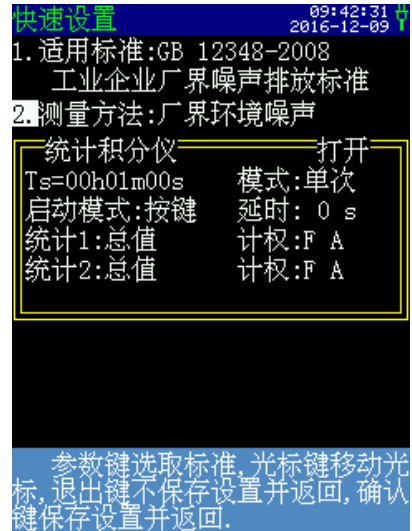 快速设置 09:42:31
2016-12-09
1.适用标准:GB 12348-2008
工业企业厂界噪声排放标准
2.测量方法:厂界环境噪声
统计积分仪 打开
Ts=00h01m00s 模式:单次
启动模式:按键 延时: 0 s
统计1:总值 计权:F A
统计2:总值 计权:F A
参数键选取标准,光标键移动光
标,退出键不保存设置并返回,确认
键保存设置并返回.